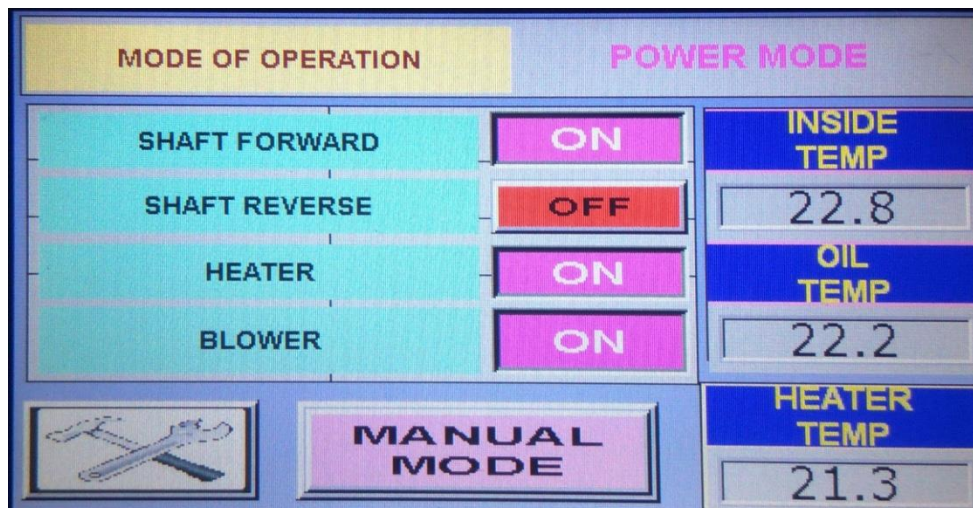 MODE OF OPERATION
POWER MODE
SHAFT FORWARD
ON
SHAFT REVERSE
OFF
HEATER
ON
BLOWER
ON
INSIDE
TEMP
22.8
OIL
TEMP
22.2
HEATER
TEMP
21.3
MANUAL
MODE